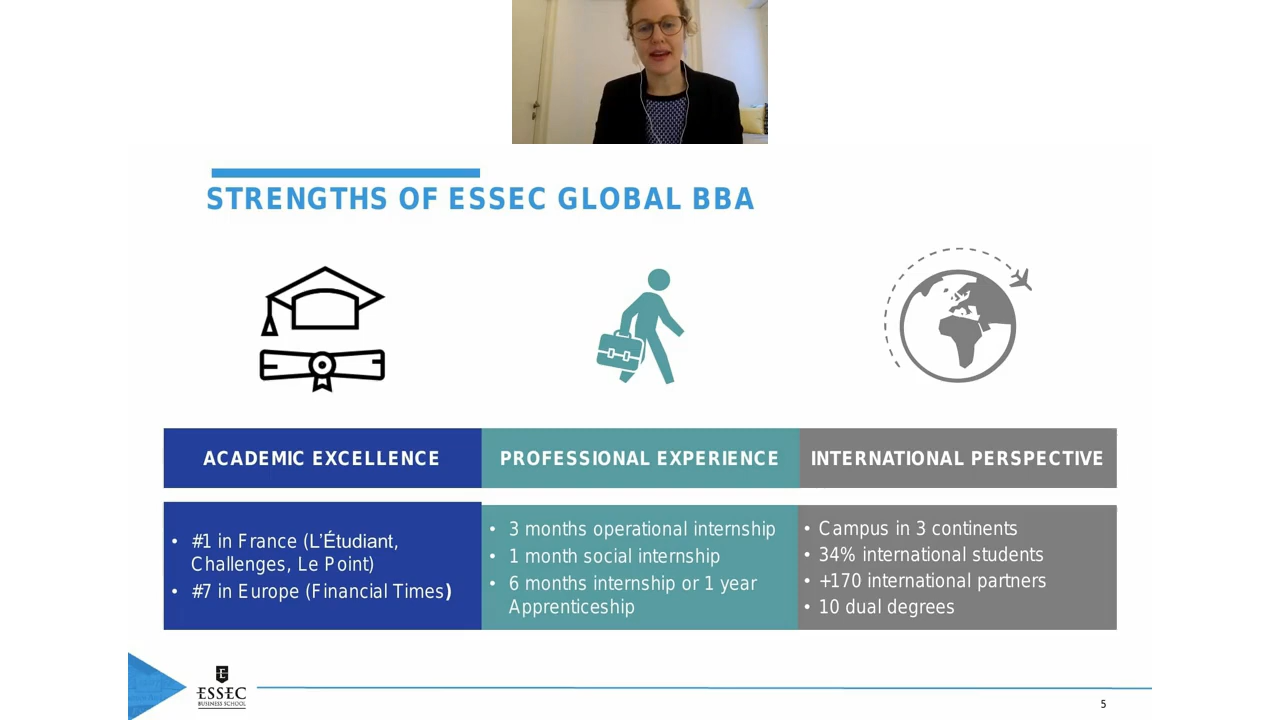 STRENGTHS OF ESSEC GLOBAL BBA
ACADEMIC EXCELLENCE
• #1 in France (L'Étudiant,
Challenges, Le Point)
• #7 in Europe (Financial Times)
PROFESSIONAL EXPERIENCE
• 3 months operational internship
• 1 month social internship
• 6 months internship or 1 year
Apprenticeship
INTERNATIONAL PERSPECTIVE
• Campus in 3 continents
• 34% international students
• +170 international partners
• 10 dual degrees
E
ESSEC
BUSINESS SCHOOL
5